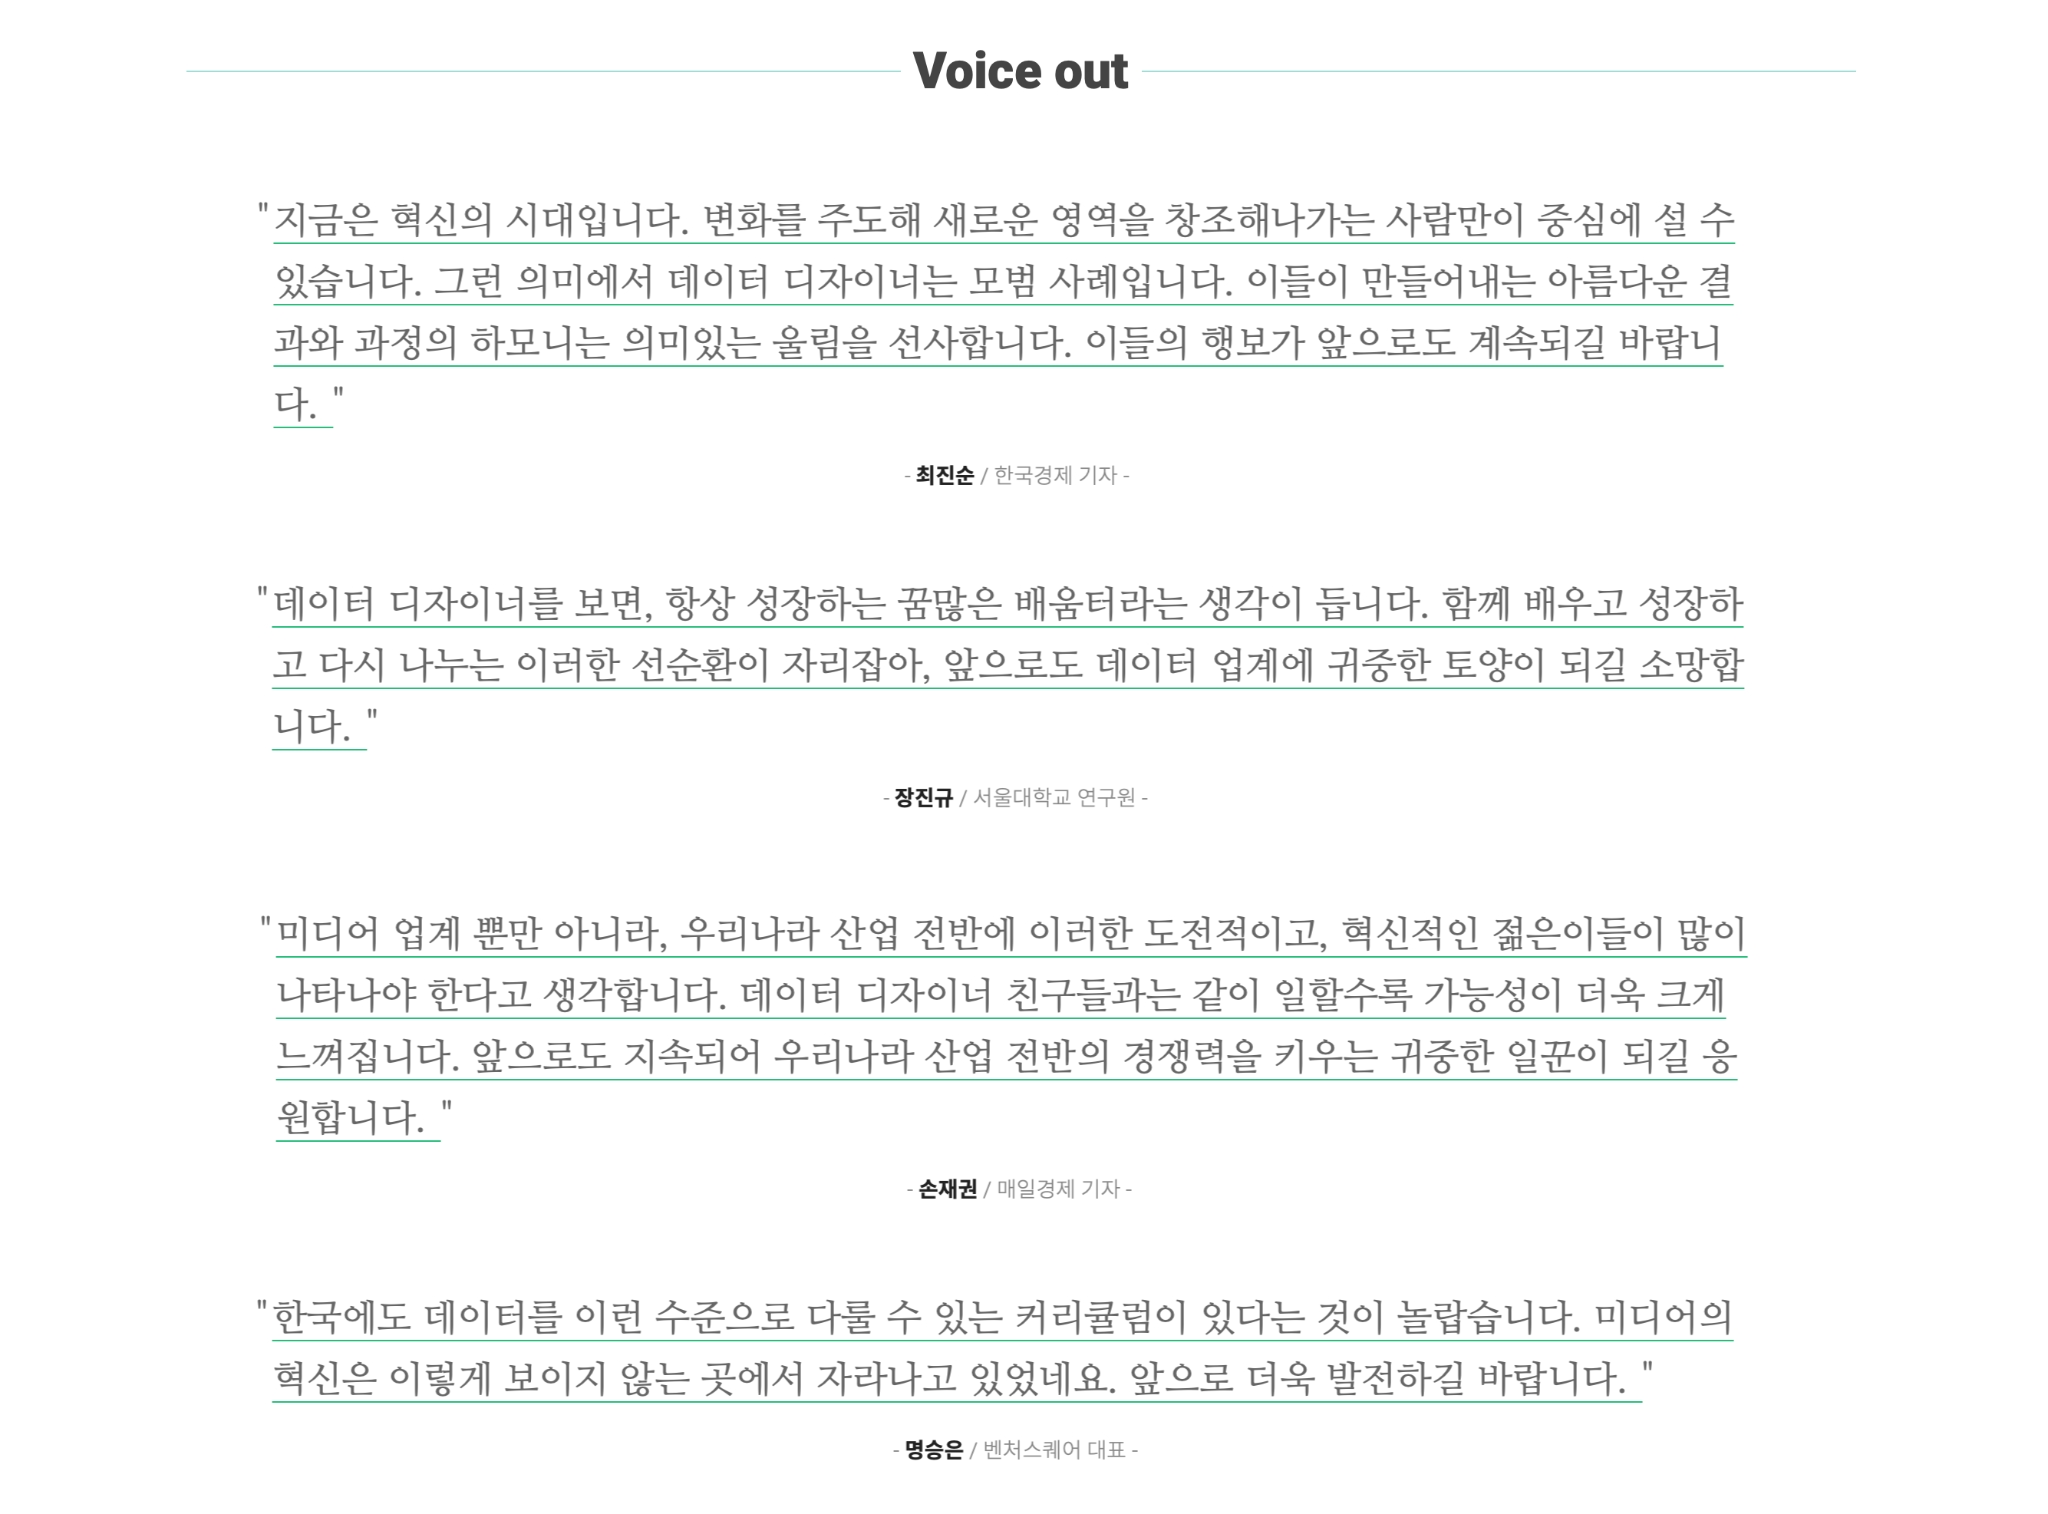 Voice out
"지금은 혁신의 시대입니다. 변화를 주도해 새로운 영역을 창조해나가는 사람만이 중심에 설 수
있습니다. 그런 의미에서 데이터 디자이너는 모범 사례입니다. 이들이 만들어내는 아름다운 결
과와 과정의 하모니는 의미있는 울림을 선사합니다. 이들의 행보가 앞으로도 계속되길 바랍니
다. "
- 최진순 / 한국경제 기자 -
"데이터 디자이너를 보면, 항상 성장하는 꿈많은 배움터라는 생각이 듭니다. 함께 배우고 성장하
고 다시 나누는 이러한 선순환이 자리잡아, 앞으로도 데이터 업계에 귀중한 토양이 되길 소망합
니다. "
- 장진규 / 서울대학교 연구원 -
"미디어 업계 뿐만 아니라, 우리나라 산업 전반에 이러한 도전적이고, 혁신적인 젊은이들이 많이
나타나야 한다고 생각합니다. 데이터 디자이너 친구들과는 같이 일할수록 가능성이 더욱 크게
느껴집니다. 앞으로도 지속되어 우리나라 산업 전반의 경쟁력을 키우는 귀중한 일꾼이 되길 응
원합니다. "
- 손재권 / 매일경제 기자 -
"한국에도 데이터를 이런 수준으로 다룰 수 있는 커리큘럼이 있다는 것이 놀랍습니다. 미디어의
혁신은 이렇게 보이지 않는 곳에서 자라나고 있었네요. 앞으로 더욱 발전하길 바랍니다. "
- 명승은 / 벤처스퀘어 대표 -